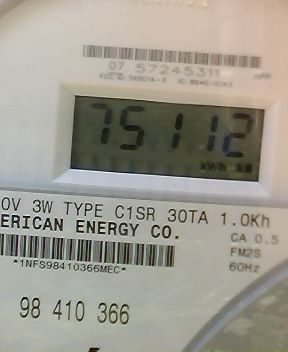 07 57245311
75112
kWh
0V 3W TYPE C1SR 30TA 1.0Kh
ERICAN ENERGY CO.
CA 0.5
*1NFS98410366MEC*
FM2S
60Hz
98 410 366